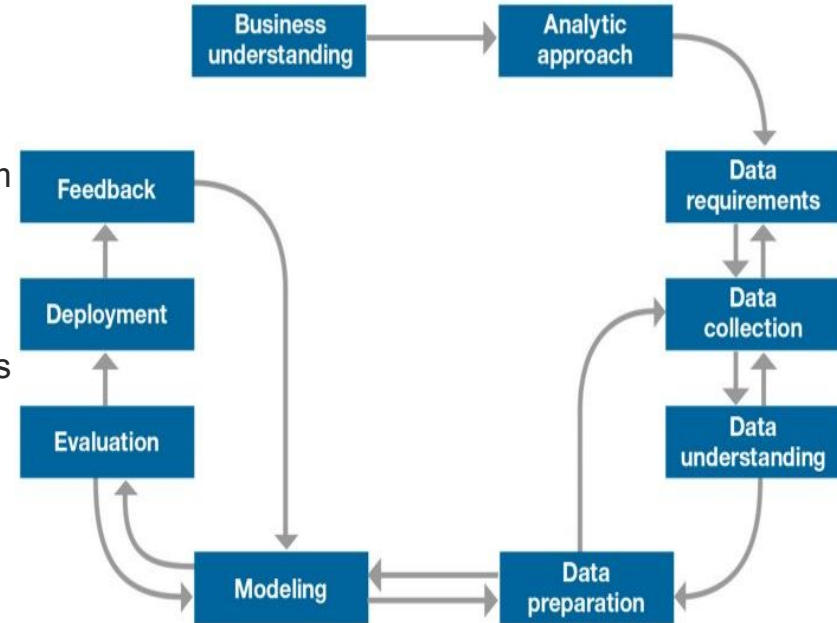 Business
understanding
Analytic
approach
Data
requirements
Data
collection
Data
understanding
Data
preparation
Modeling
Evaluation
Deployment
Feedback
n
s